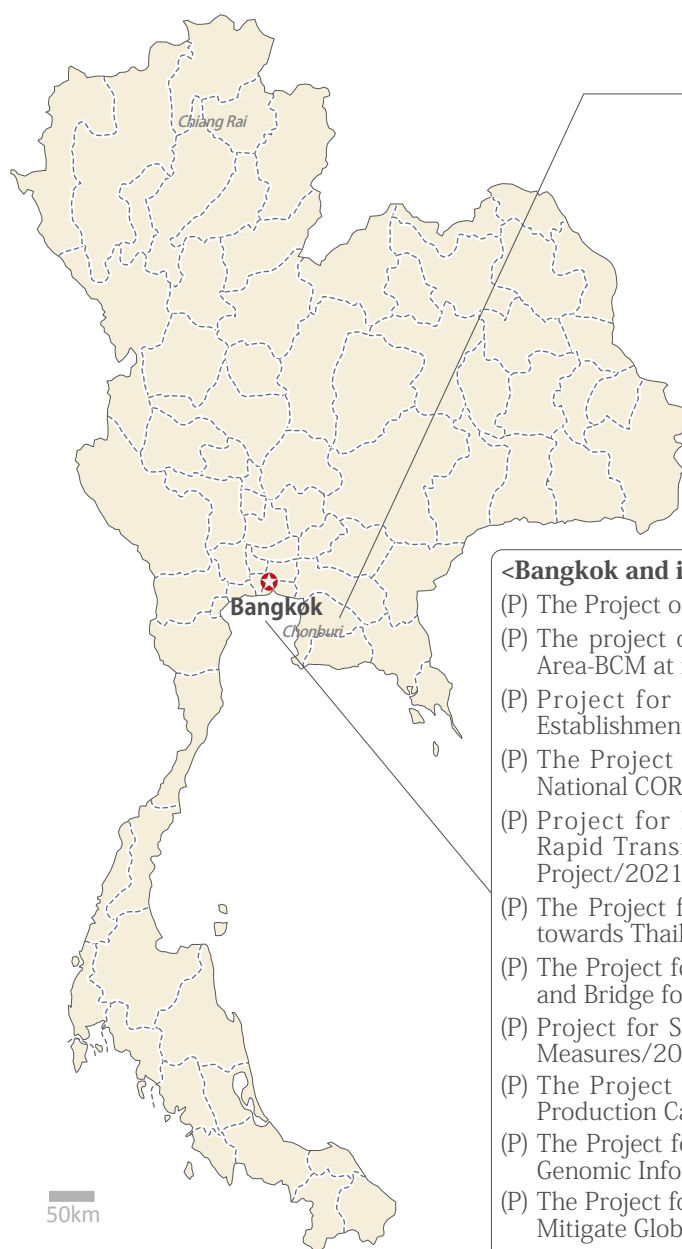 Chiang Rai
Bangkok
Chonburi
50km
<Bangkok and i
(P) The Project o
(P) The project o
Area-BCM at
(P) Project for
Establishmen
(P) The Project
National COR
(P) Project for
Rapid Trans
Project/2021
(P) The Project f
towards Thail
(P) The Project fo
and Bridge fo
(P) Project for S
Measures/20
(P) The Project
Production Ca
(P) The Project fo
Genomic Info
(P) The Project fo
Mitigate Glob